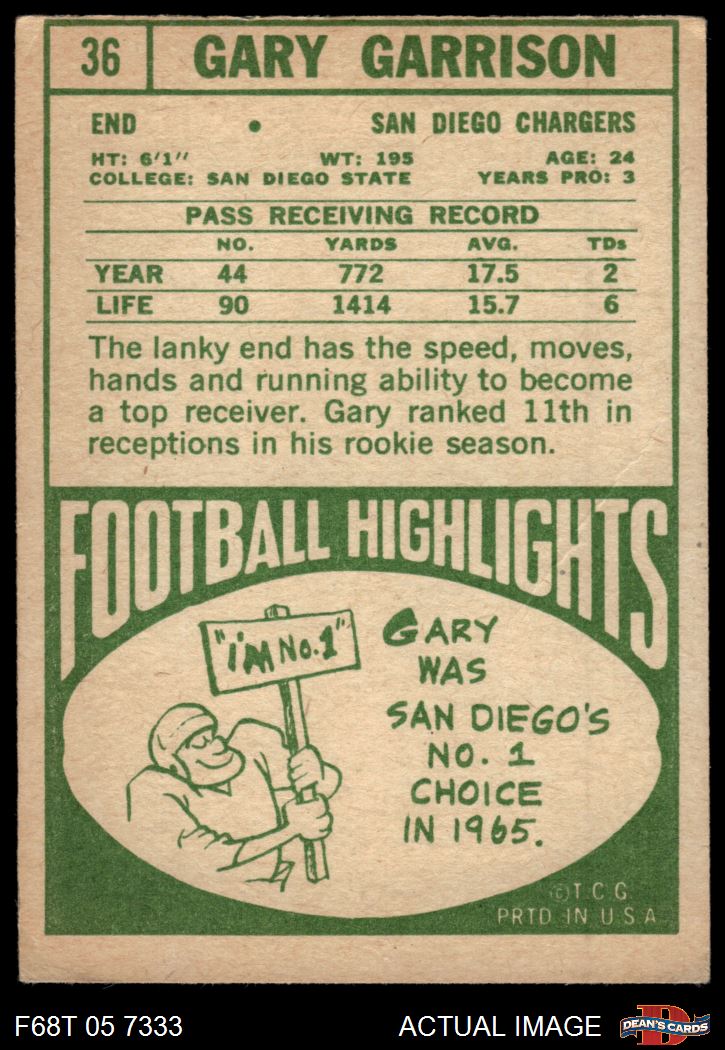 36 GARY GARRISON
END • SAN DIEGO CHARGERS
HT: 6'1" WT: 195 AGE: 24
COLLEGE: SAN DIEGO STATE YEARS PRO: 3
PASS RECEIVING RECORD
NO. YARDS AVG. TDs
YEAR 44 772 17.5 2
LIFE 90 1414 15.7 6
The lanky end has the speed, moves,
hands and running ability to become
a top receiver. Gary ranked 11th in
receptions in his rookie season.
FOOTBALL HIGHLIGHTS
"I'M No. 1"
GARY
WAS
SAN DIEGO'S
NO. 1
CHOICE
IN 1965.
© T.C.G.
PRTD IN U S A
F68T 05 7333 ACTUAL IMAGE D DEAN'S CARDS